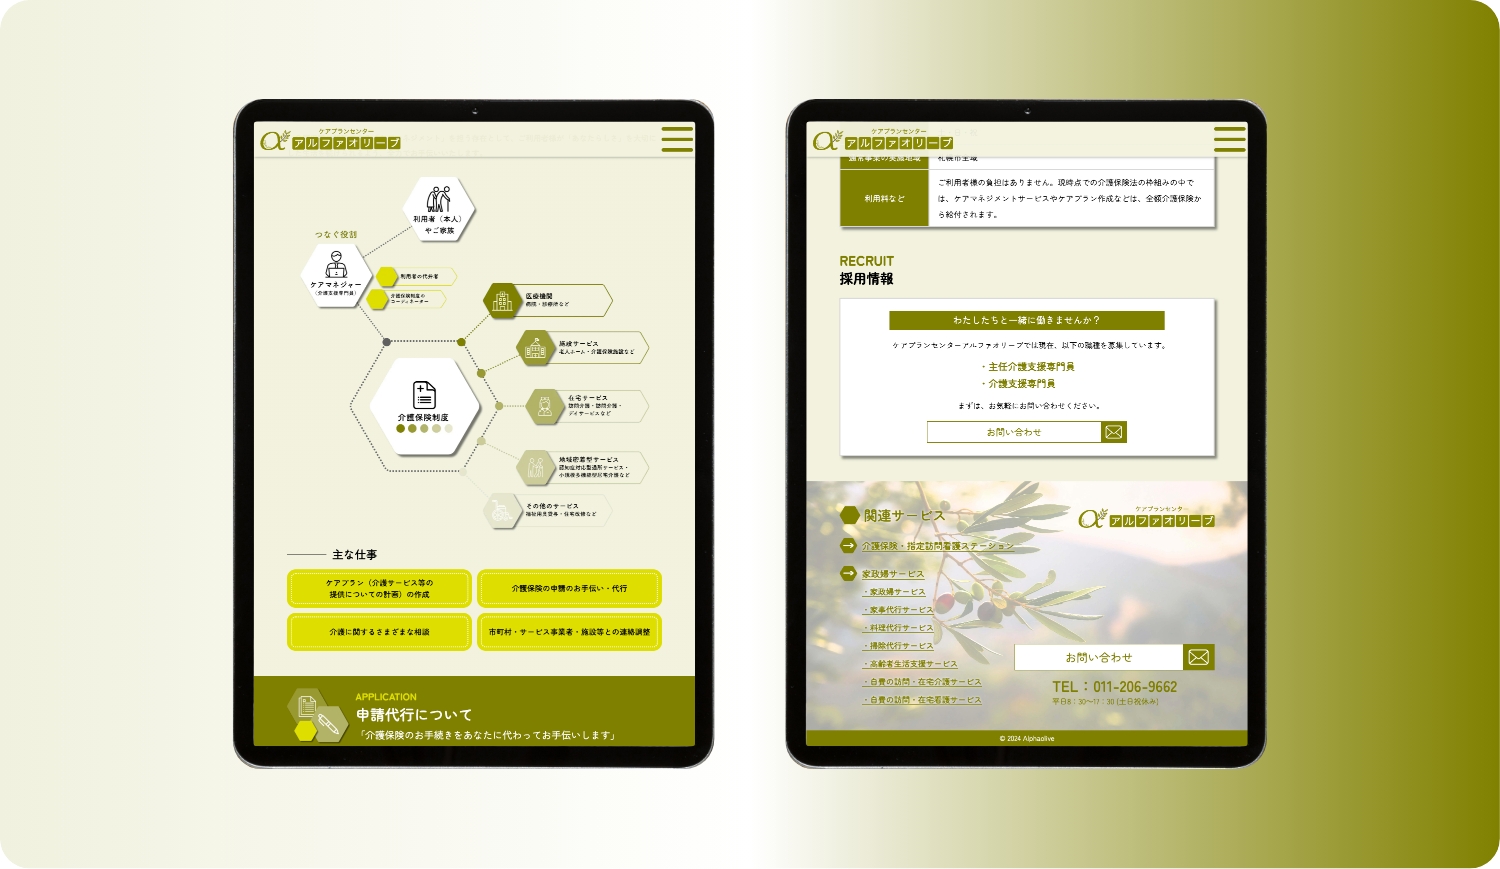 ケアプランセンター
アルファオリーブ
利用者（本人）
やご家族
つなぐ役割
ケアマネジャー
（介護支援専門員）
利用者の代弁者
介護保険制度の
コーディネーター
医療機関
病院・診療所など
施設サービス
老人ホーム・介護保険施設など
介護保険制度
在宅サービス
訪問介護・訪問介護・
デイサービスなど
地域密着型サービス
認知症対応型通所サービス・
小規模多機能型居宅介護など
その他のサービス
福祉用具貸与・住宅改修など
主な仕事
ケアプラン（介護サービス等の
提供についての計画）の作成
介護保険の申請のお手伝い・代行
介護に関するさまざまな相談
市町村・サービス事業者・施設等との連絡調整
APPLICATION
申請代行について
「介護保険のお手続きをあなたに代わってお手伝いします」
ケアプランセンター
アルファオリーブ
通常事業の実施地域
札幌市全域
利用料など
ご利用者様の負担はありません。現時点での介護保険法の枠組みの中で
は、ケアマネジメントサービスやケアプラン作成などは、全額介護保険か
ら給付されます。
RECRUIT
採用情報
わたしたちと一緒に働きませんか？
ケアプランセンターアルファオリーブでは現在、以下の職種を募集しています。
・主任介護支援専門員
・介護支援専門員
まずは、お気軽にお問い合わせください。
お問い合わせ
関連サービス
介護保険・指定訪問看護ステーション
家政婦サービス
・家政婦サービス
・家事代行サービス
・料理代行サービス
・掃除代行サービス
・高齢者生活支援サービス
・自費の訪問・在宅介護サービス
・自費の訪問・在宅看護サービス
ケアプランセンター
アルファオリーブ
お問い合わせ
TEL：011-206-9662
平日8：30〜17：30 (土日祝休み)
© 2024 Alphaolive